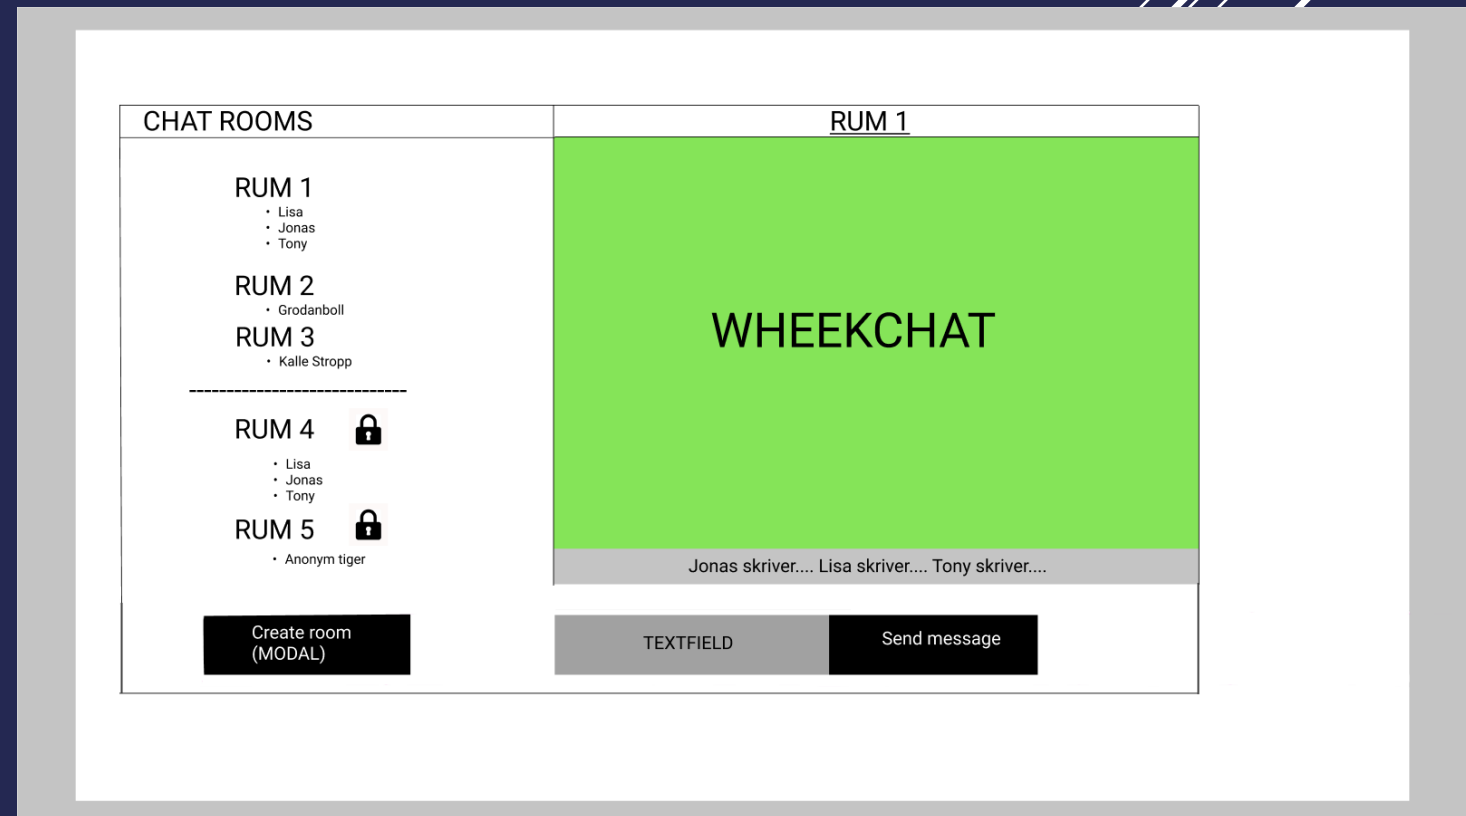 CHAT ROOMS
RUM 1
• Lisa
• Jonas
• Tony
RUM 2
• Grodanboll
RUM 3
• Kalle Stropp
-----------------------------
RUM 4
• Lisa
• Jonas
• Tony
RUM 5
• Anonym tiger
Create room
(MODAL)
RUM 1
WHEEKCHAT
Jonas skriver.... Lisa skriver.... Tony skriver....
TEXTFIELD
Send message